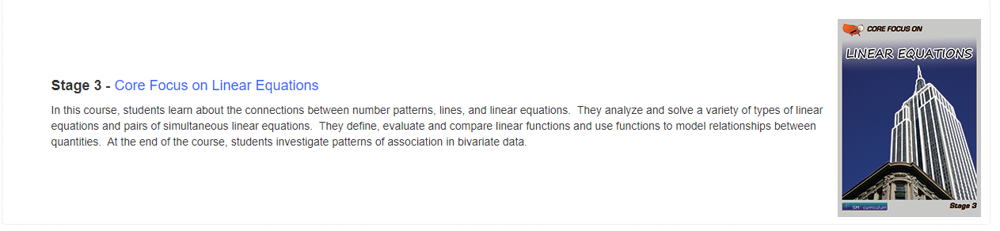 Stage 3 - Core Focus on Linear Equations
In this course, students learn about the connections between number patterns, lines, and linear equations.  They analyze and solve a variety of types of linear
equations and pairs of simultaneous linear equations.  They define, evaluate and compare linear functions and use functions to model relationships between
quantities.  At the end of the course, students investigate patterns of association in bivariate data.
CORE FOCUS ON
LINEAR EQUATIONS
SM curriculum
Stage 3